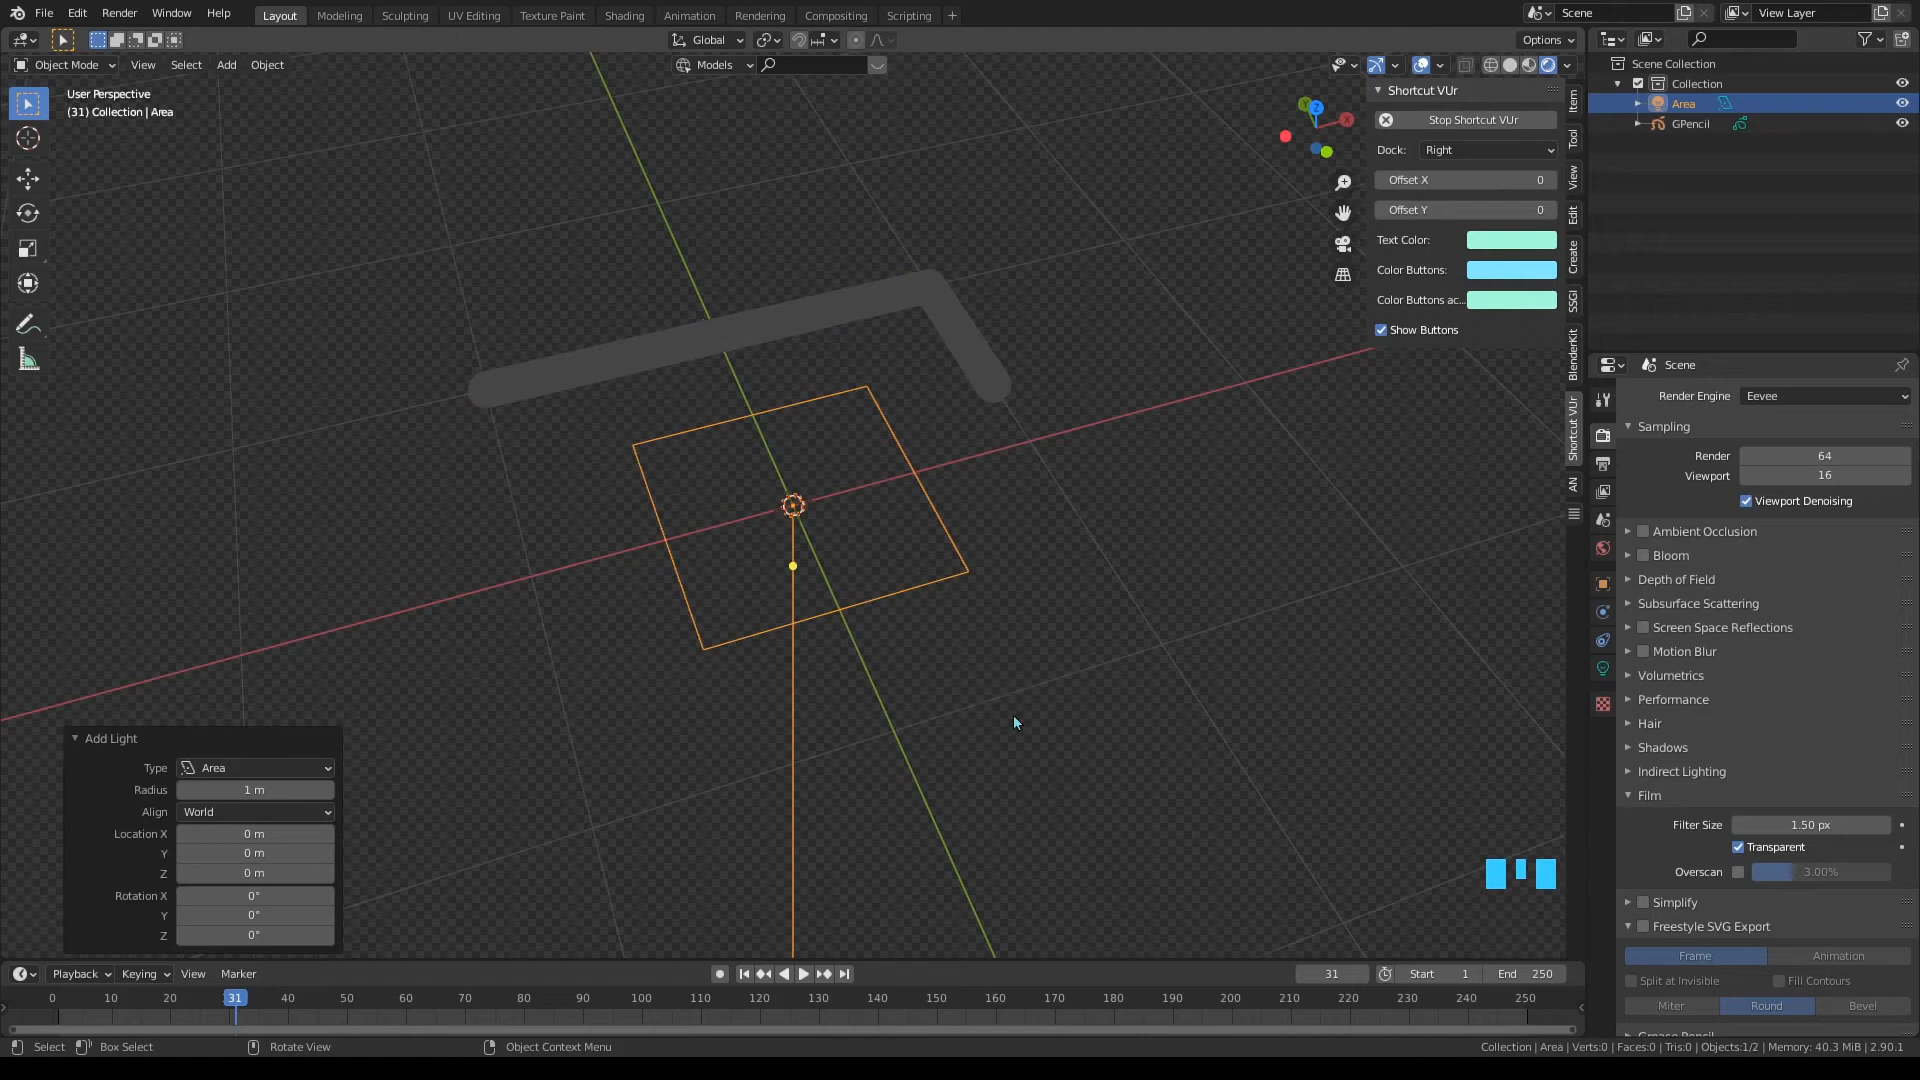 File Edit Render Window Help
Layout Modeling Sculpting UV Editing Texture Paint Shading Animation Rendering Compositing Scripting
Scene View Layer
Global Options
Object Mode View Select Add Object Models
User Perspective
(31) Collection | Area
Shortcut VUr
Stop Shortcut VUr
Dock: Right
Offset X 0
Offset Y 0
Text Color:
Color Buttons:
Color Buttons ac...
Show Buttons
Z
Y
X
Item
Tool
View
Edit
Create
SSGI
BlenderKit
Shortcut VUr
AN
Scene Collection
Collection
Area
GPencil
Scene
Render Engine Eevee
Sampling
Render 64
Viewport 16
Viewport Denoising
Ambient Occlusion
Bloom
Depth of Field
Subsurface Scattering
Screen Space Reflections
Motion Blur
Volumetrics
Performance
Hair
Shadows
Indirect Lighting
Film
Filter Size 1.50 px
Transparent
Overscan 3.00%
Simplify
Freestyle SVG Export
Frame Animation
Split at Invisible Fill Contours
Miter Round Bevel
Grease Pencil
Add Light
Type Area
Radius 1 m
Align World
Location X 0 m
Y 0 m
Z 0 m
Rotation X 0°
Y 0°
Z 0°
Playback Keying View Marker 31 Start 1 End 250
0 10 20 31 40 50 60 70 80 90 100 110 120 130 140 150 160 170 180 190 200 210 220 230 240 250
Select Box Select Rotate View Object Context Menu Collection | Area | Verts:0 | Faces:0 | Tris:0 | Objects:1/2 | Memory: 40.3 MiB | 2.90.1